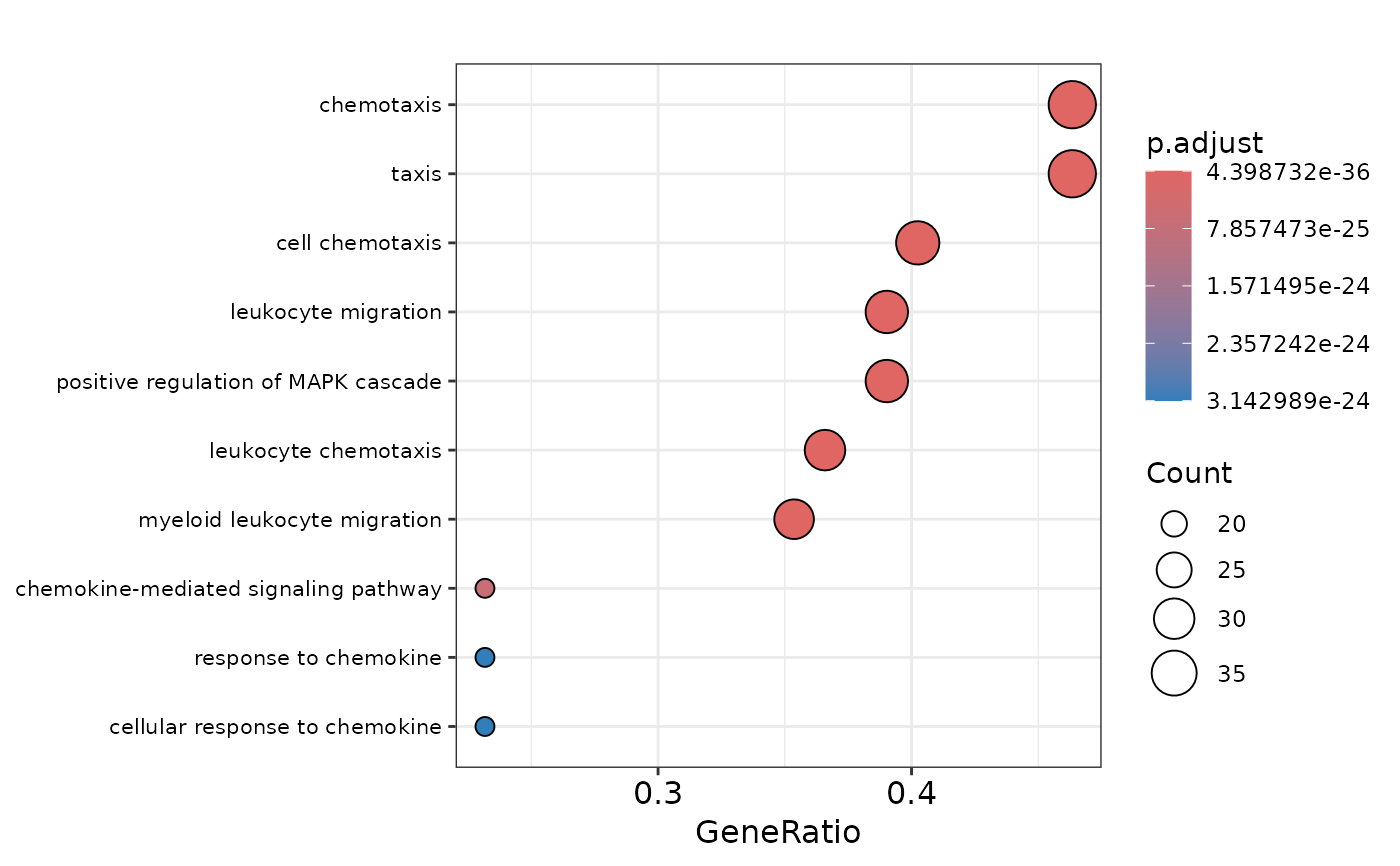 chemotaxis
taxis
cell chemotaxis
leukocyte migration
positive regulation of MAPK cascade
leukocyte chemotaxis
myeloid leukocyte migration
chemokine-mediated signaling pathway
response to chemokine
cellular response to chemokine
0.3
0.4
GeneRatio
p.adjust
4.398732e-36
7.857473e-25
1.571495e-24
2.357242e-24
3.142989e-24
Count
20
25
30
35